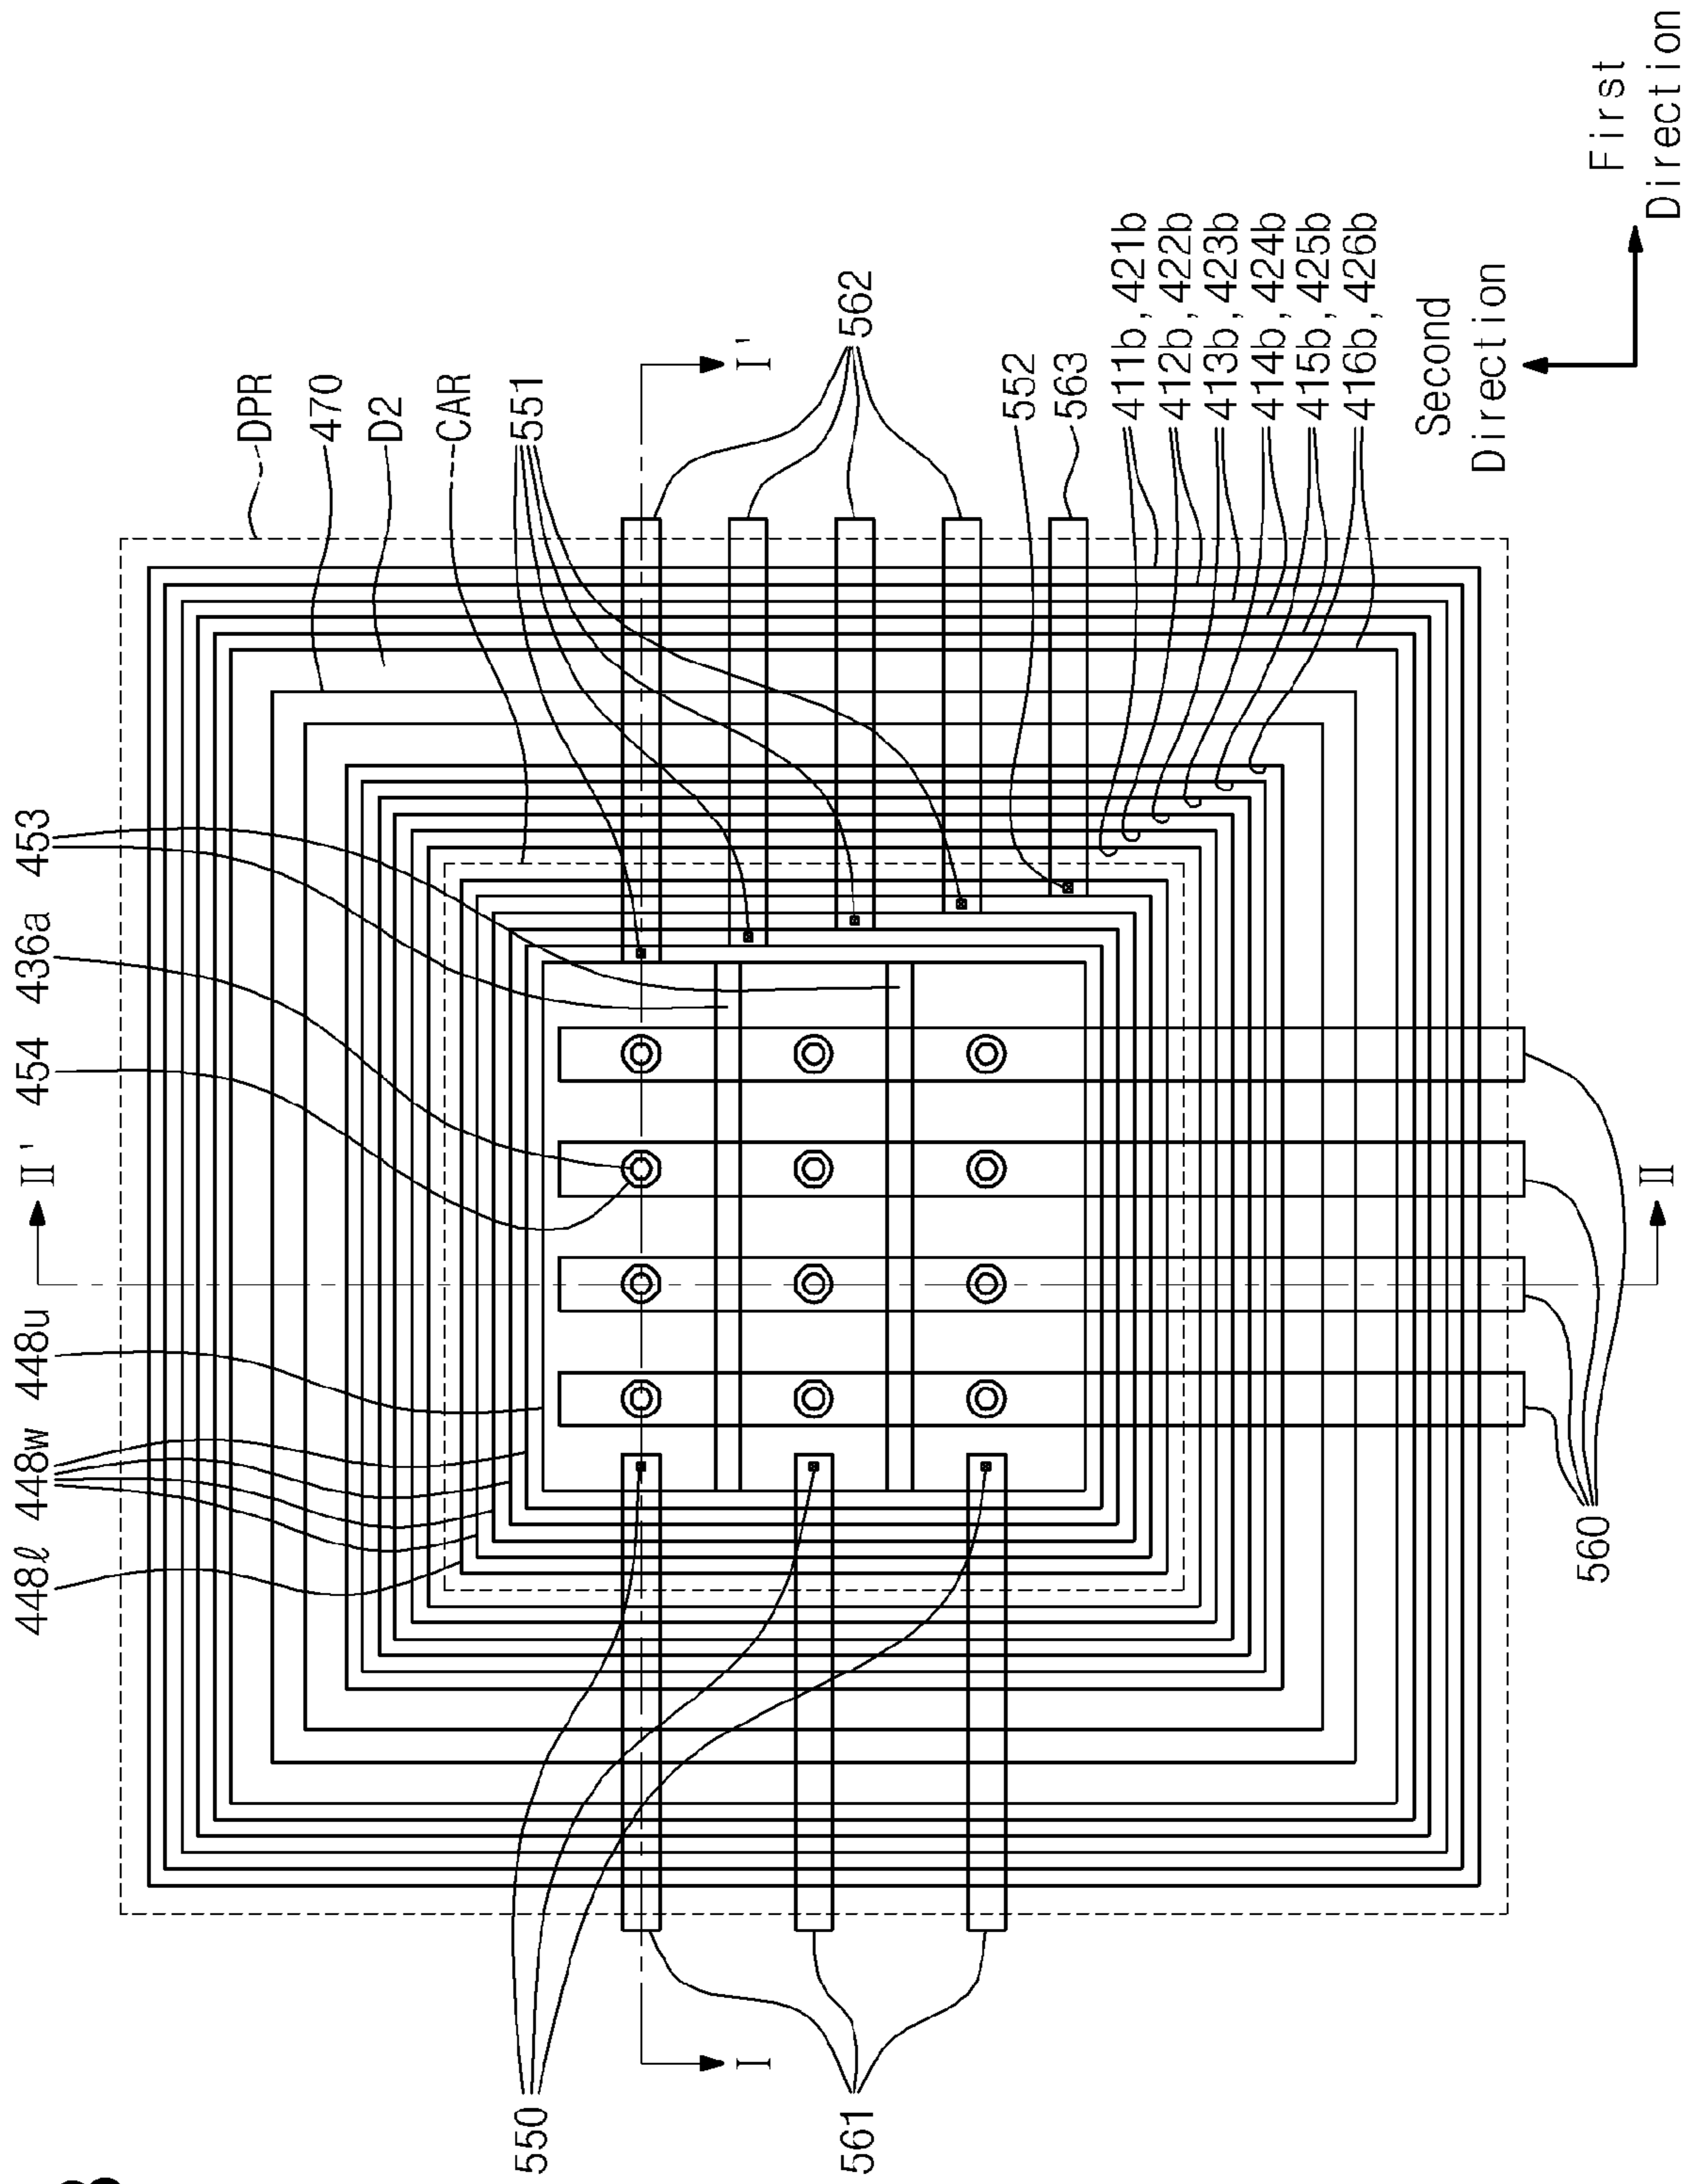 448ℓ 448w 448u II' 454 436a 453
DPR
470
D2
CAR
550
551
I
I'
561
562
552
563
411b,421b
412b,422b
413b,423b
414b,424b
415b,425b
416b,426b
Second
Direction
560
II
First
Direction